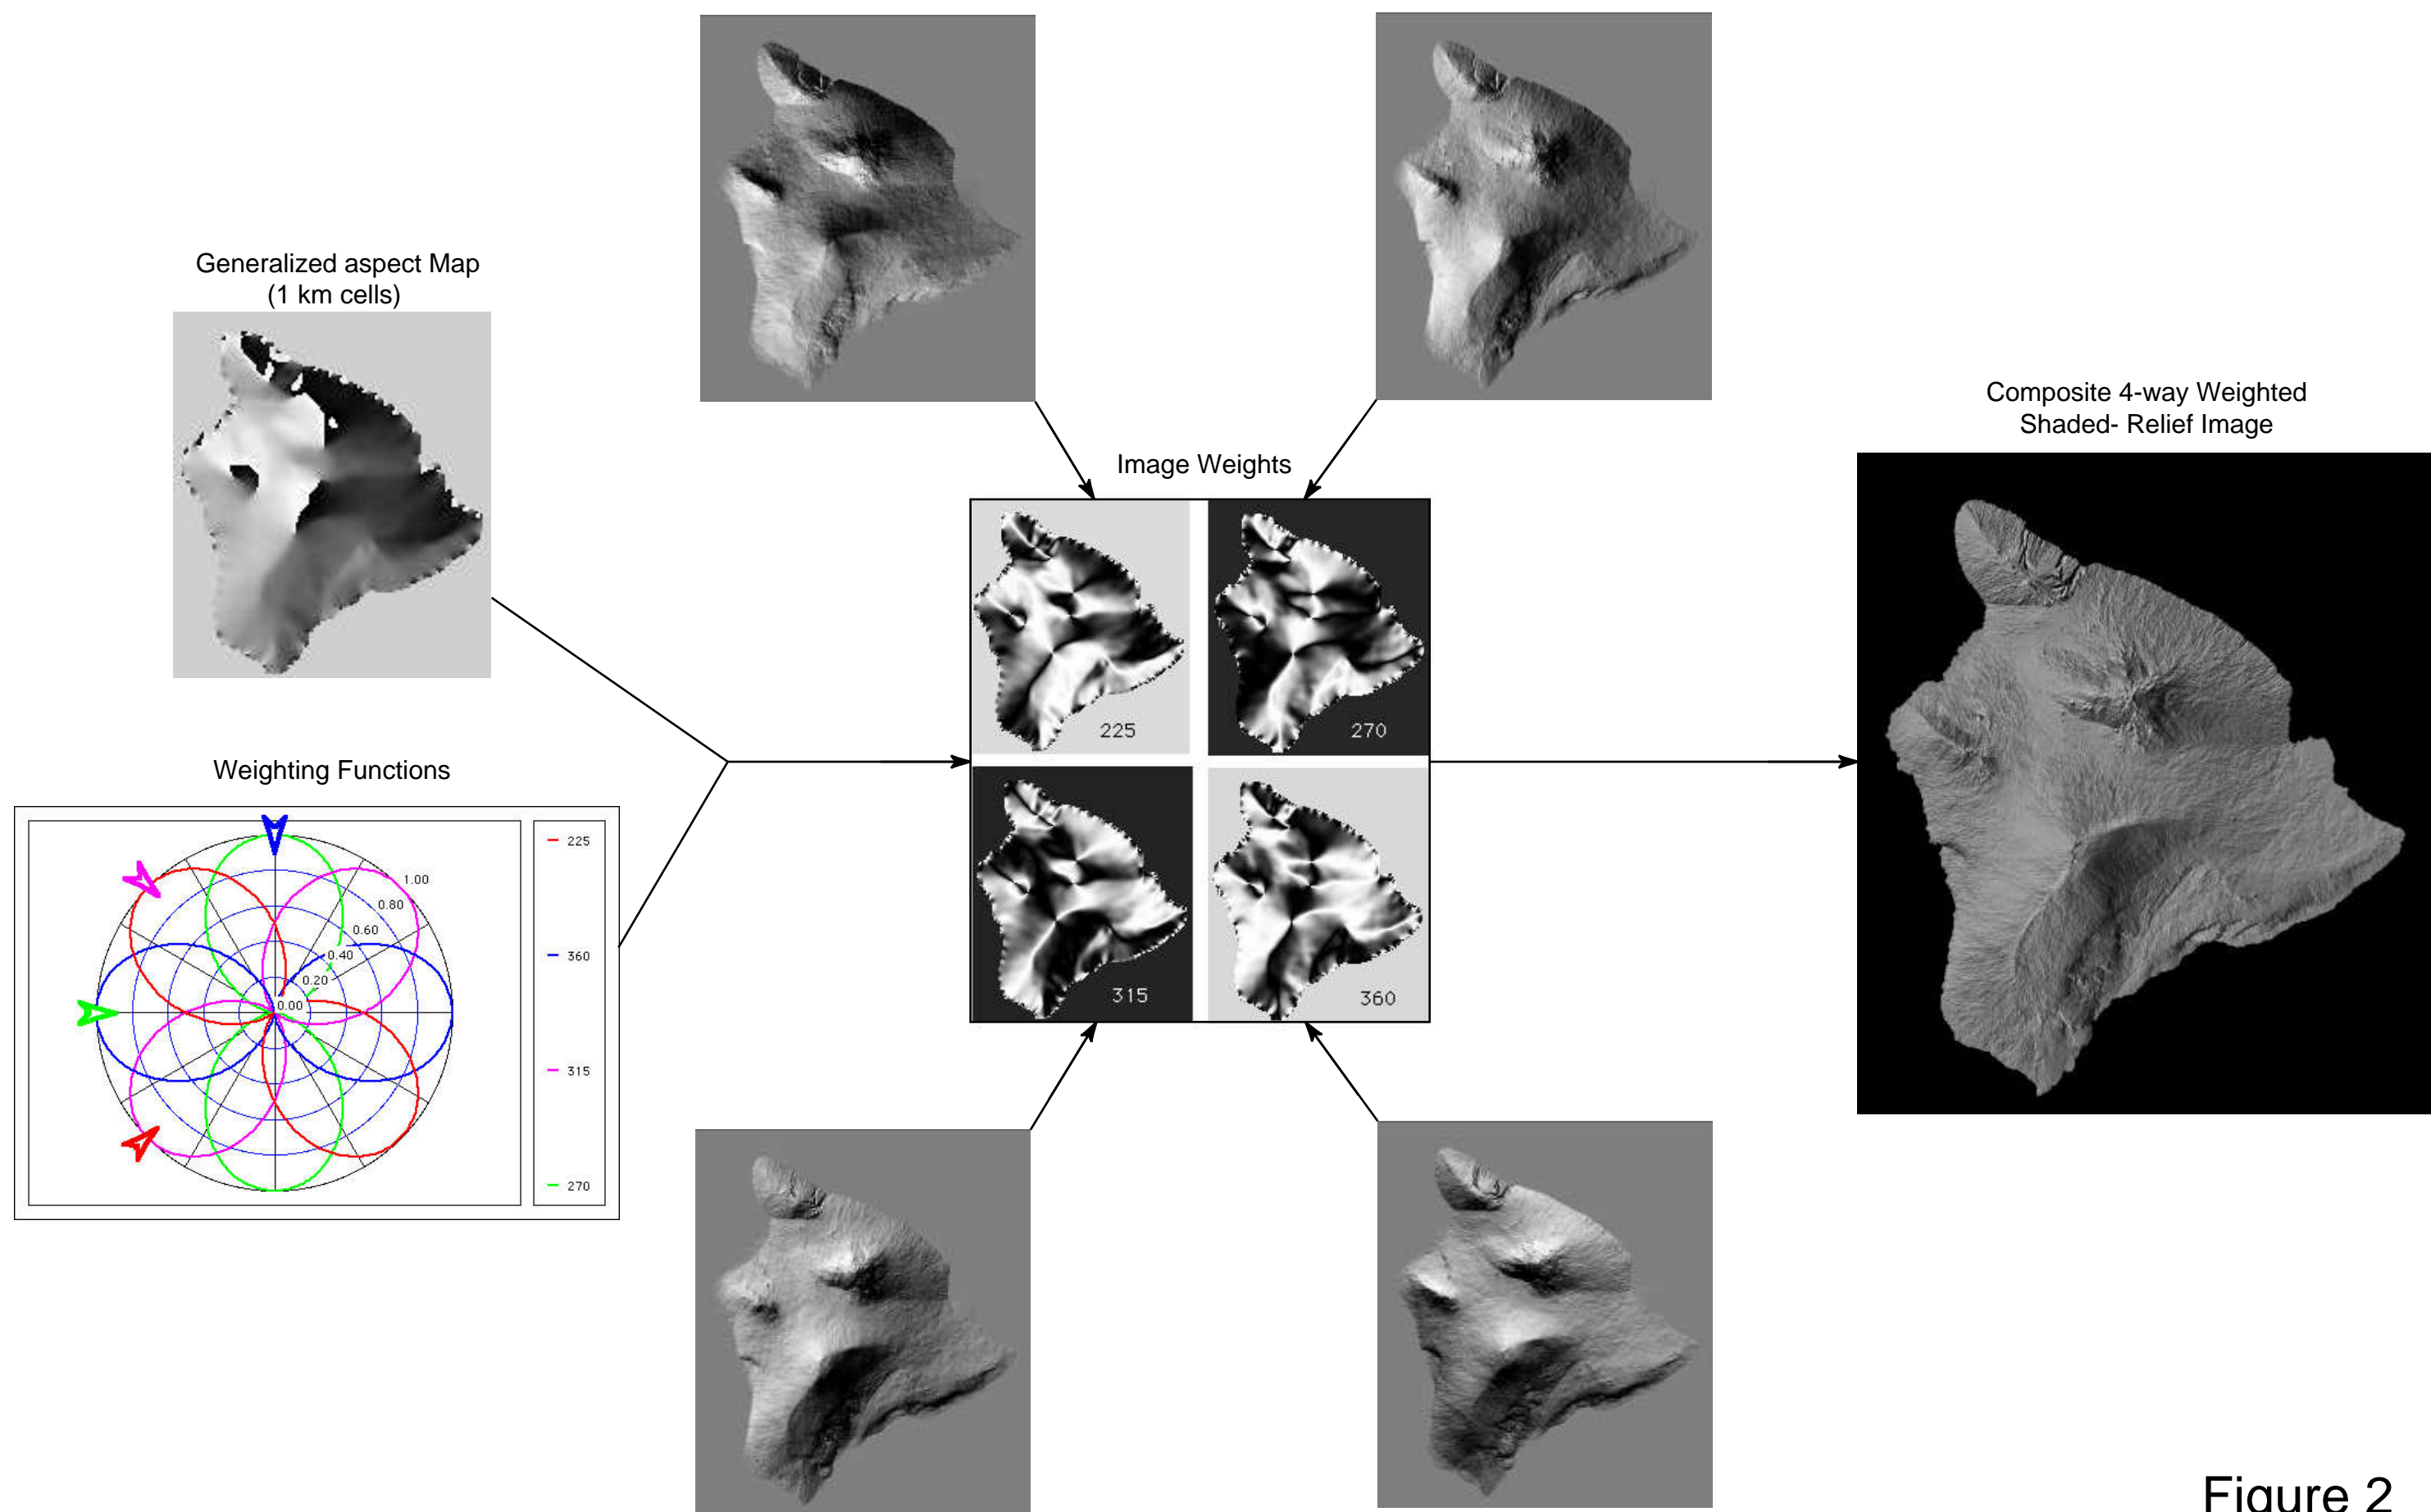 Generalized aspect Map
(1 km cells)
Composite 4-way Weighted
Shaded- Relief Image
Image Weights
225
270
315
360
Weighting Functions
1.00
0.80
0.60
0.40
0.20
0.00
225
360
315
270
Figure 2